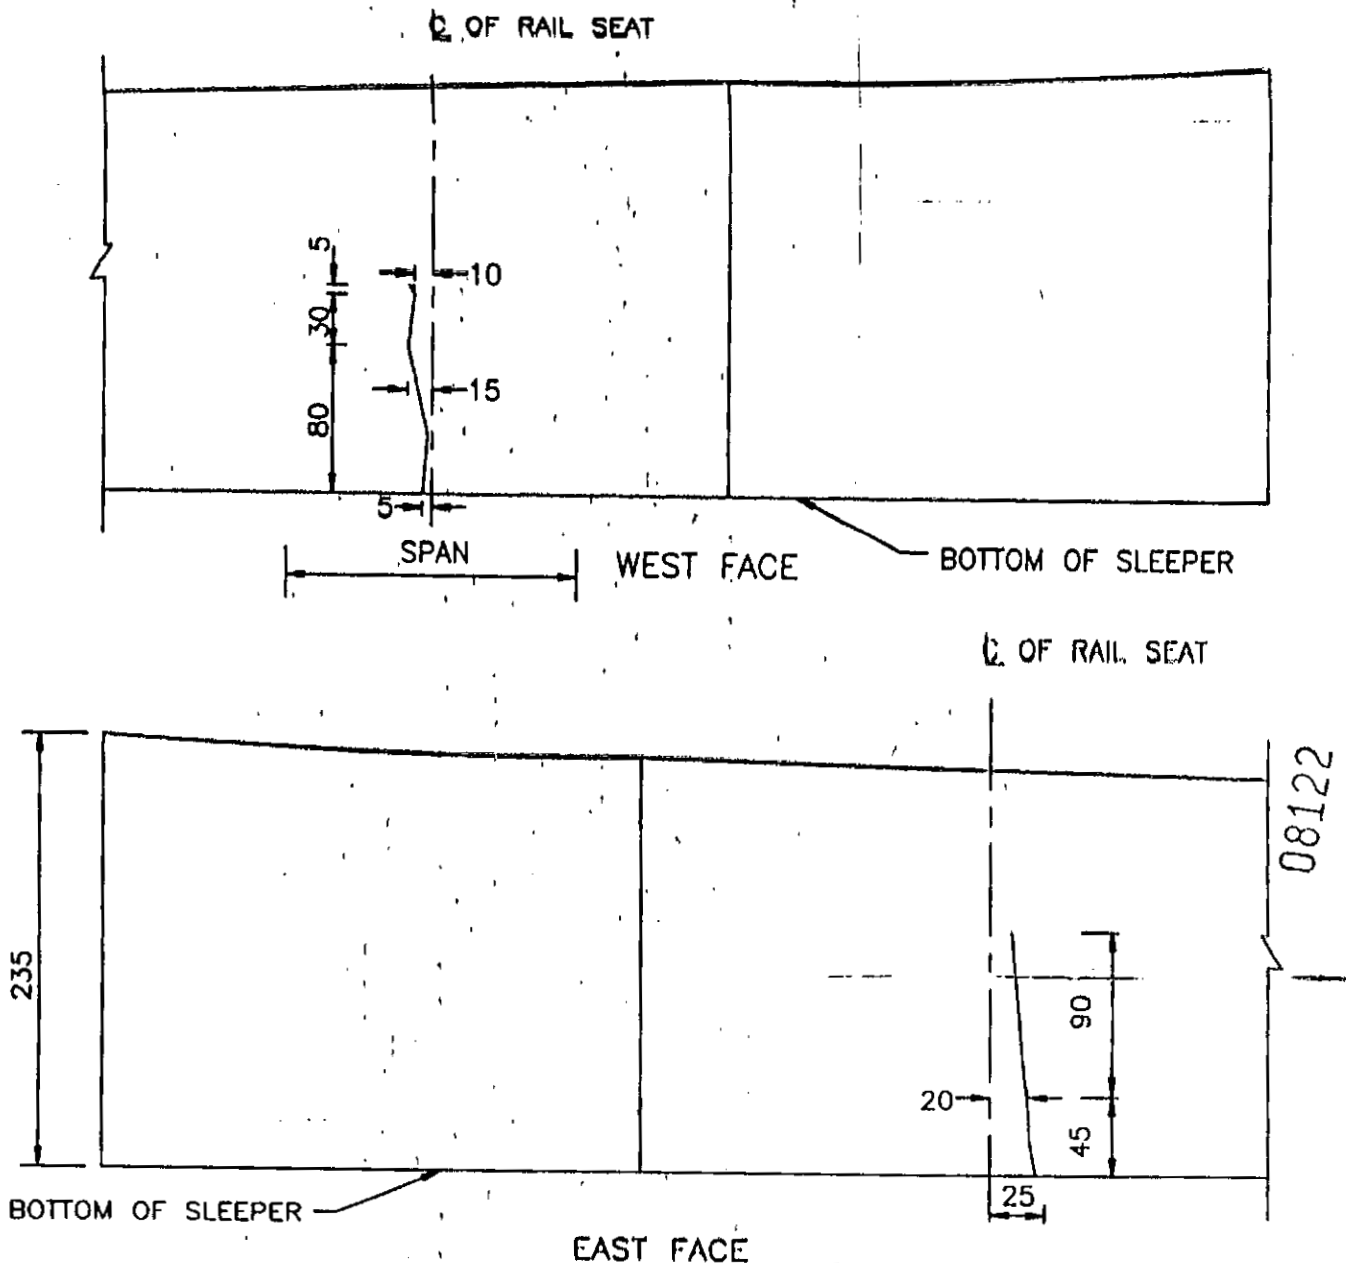 ℄ OF RAIL SEAT
5
10
30
15
80
5
SPAN
WEST FACE
BOTTOM OF SLEEPER
℄ OF RAIL SEAT
08122
235
90
20
45
25
BOTTOM OF SLEEPER
EAST FACE